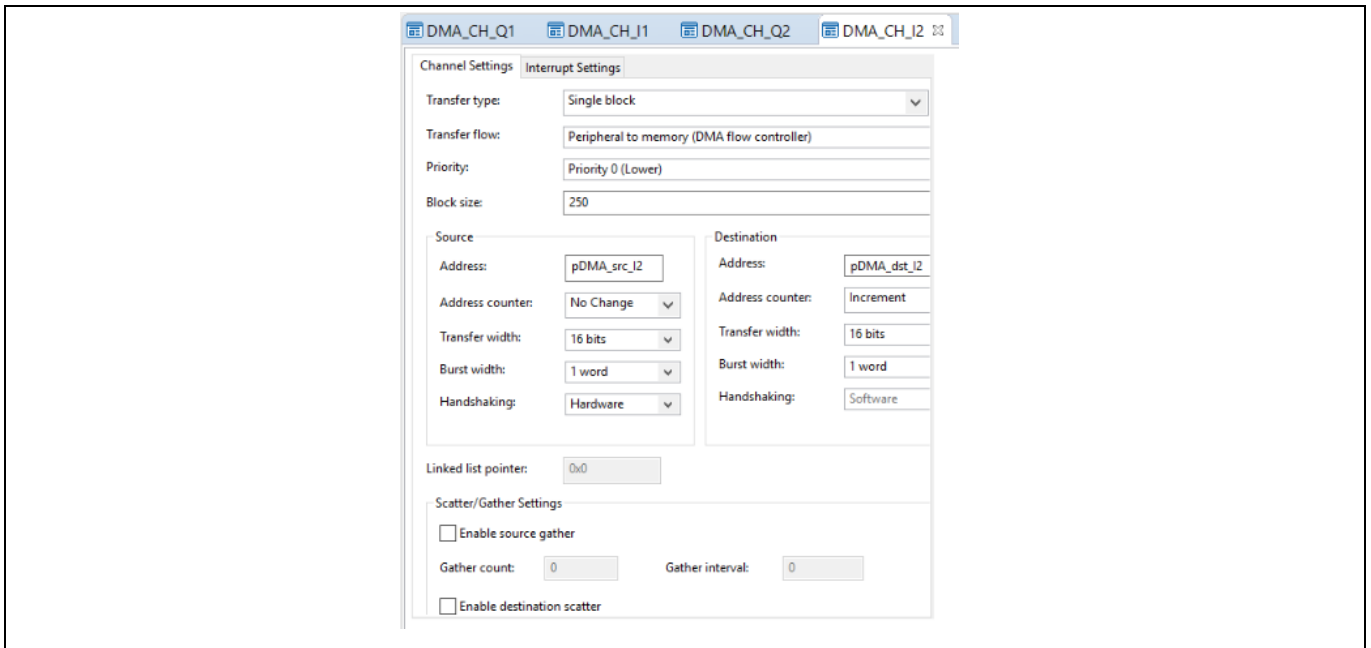 DMA_CH_Q1 DMA_CH_I1 DMA_CH_Q2 DMA_CH_I2
Channel Settings Interrupt Settings
Transfer type: Single block
Transfer flow: Peripheral to memory (DMA flow controller)
Priority: Priority 0 (Lower)
Block size: 250
Source Destination
Address: pDMA_src_I2 Address: pDMA_dst_I2
Address counter: No Change Address counter: Increment
Transfer width: 16 bits Transfer width: 16 bits
Burst width: 1 word Burst width: 1 word
Handshaking: Hardware Handshaking: Software
Linked list pointer: 0x0
Scatter/Gather Settings
Enable source gather
Gather count: 0 Gather interval: 0
Enable destination scatter